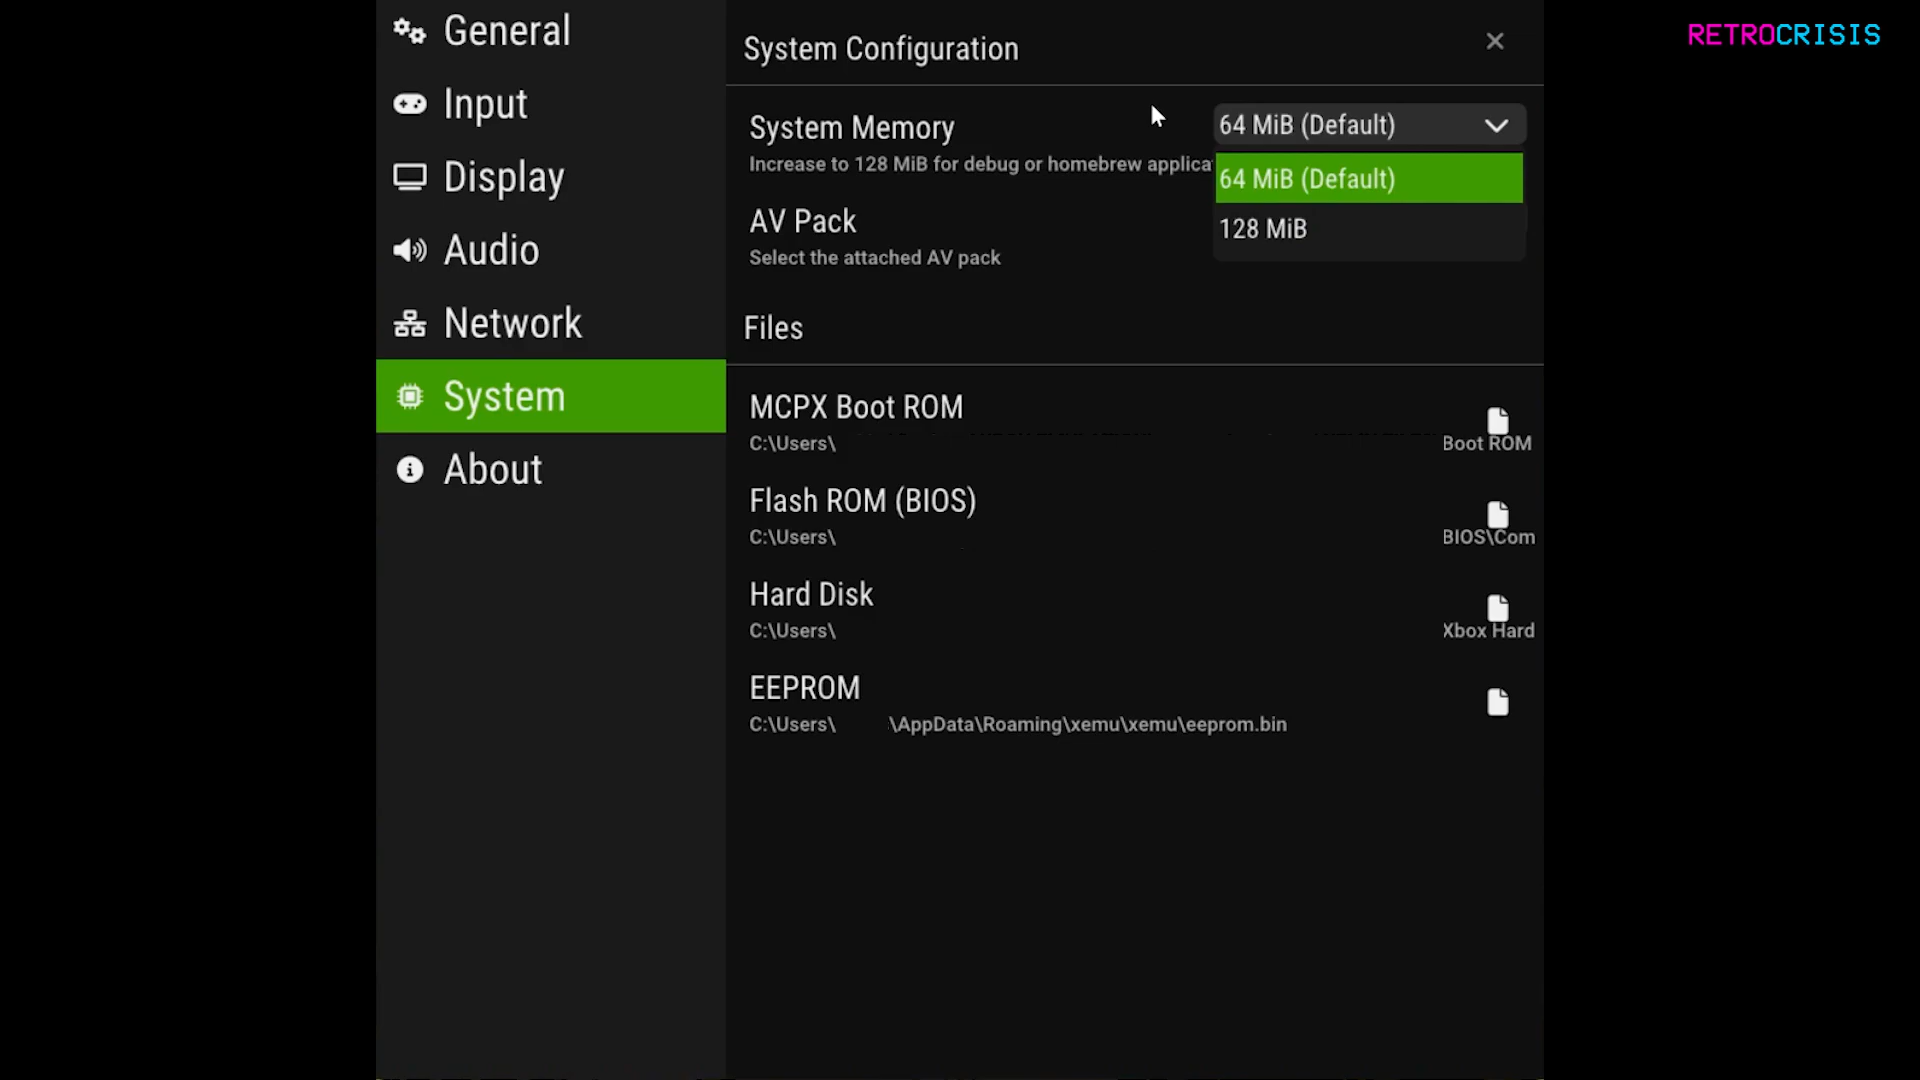 General
Input
Display
Audio
Network
System
About
System Configuration
System Memory
Increase to 128 MiB for debug or homebrew applica
64 MiB (Default)
64 MiB (Default)
128 MiB
AV Pack
Select the attached AV pack
Files
MCPX Boot ROM
C:\Users\ Boot ROM
Flash ROM (BIOS)
C:\Users\ BIOS\Com
Hard Disk
C:\Users\ Xbox Hard
EEPROM
C:\Users\ \AppData\Roaming\xemu\xemu\eeprom.bin
RETROCRISIS